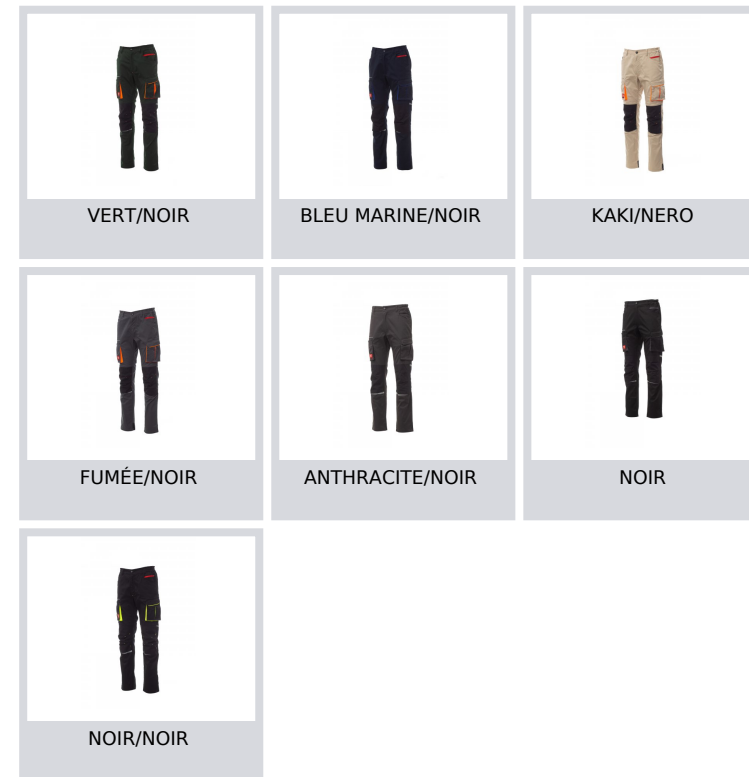 VERT/NOIR
BLEU MARINE/NOIR
KAKI/NERO
FUMÉE/NOIR
ANTHRACITE/NOIR
NOIR
NOIR/NOIR